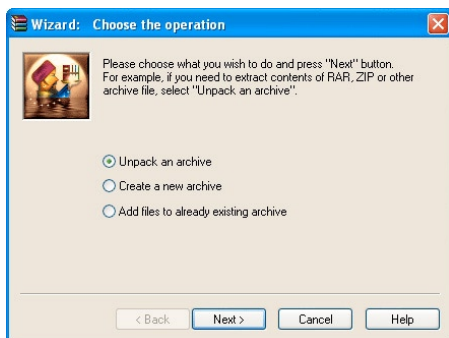 Wizard: Choose the operation
Please choose what you wish to do and press "Next" button.
For example, if you need to extract contents of RAR, ZIP or other
archive file, select "Unpack an archive".
Unpack an archive
Create a new archive
Add files to already existing archive
< Back Next > Cancel Help